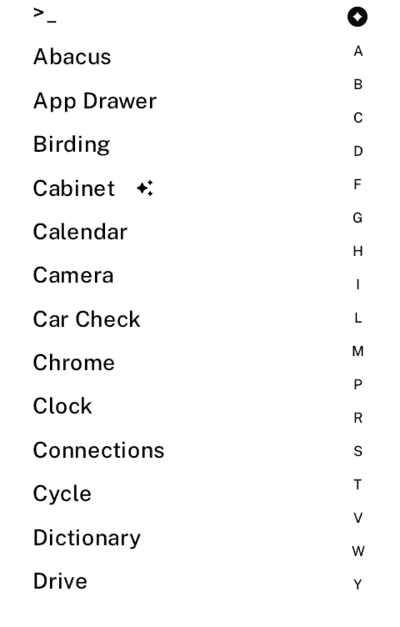 >_
Abacus
App Drawer
Birding
Cabinet
Calendar
Camera
Car Check
Chrome
Clock
Connections
Cycle
Dictionary
Drive
A
B
C
D
F
G
H
I
L
M
P
R
S
T
V
W
Y